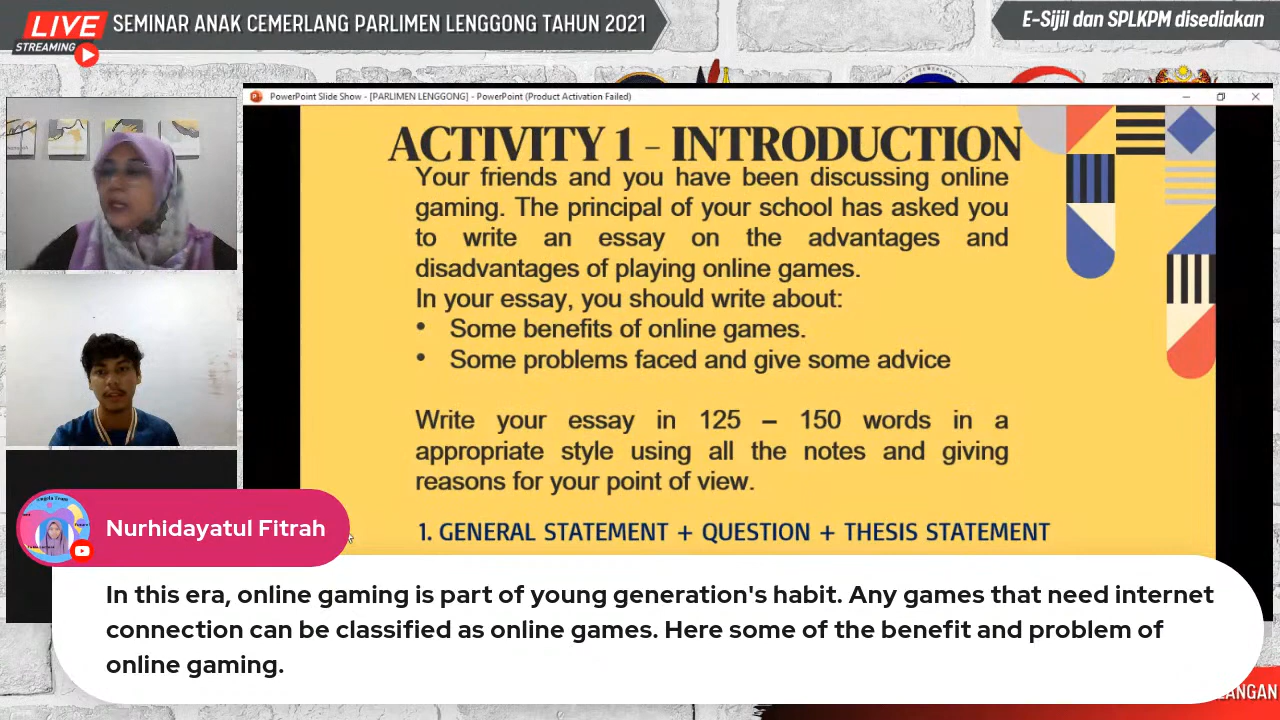 LIVE
STREAMING
SEMINAR ANAK CEMERLANG PARLIMEN LENGGONG TAHUN 2021
E-Sijil dan SPLKPM disediakan
PowerPoint Slide Show - [PARLIMEN LENGGONG] - PowerPoint (Product Activation Failed)
ACTIVITY 1 - INTRODUCTION
Your friends and you have been discussing online
gaming. The principal of your school has asked you
to write an essay on the advantages and
disadvantages of playing online games.
In your essay, you should write about:
• Some benefits of online games.
• Some problems faced and give some advice
Write your essay in 125 – 150 words in a
appropriate style using all the notes and giving
reasons for your point of view.
1. GENERAL STATEMENT + QUESTION + THESIS STATEMENT
Nurhidayatul Fitrah
In this era, online gaming is part of young generation's habit. Any games that need internet
connection can be classified as online games. Here some of the benefit and problem of
online gaming.